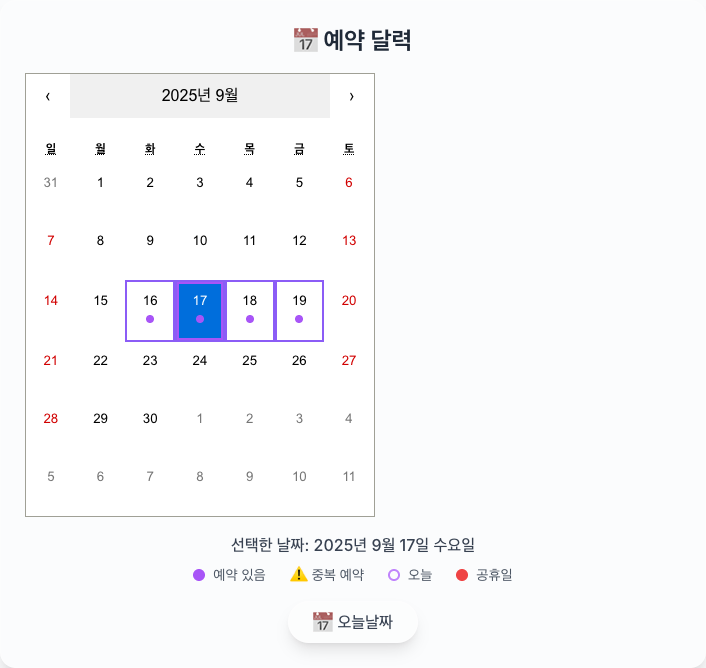 📅 예약 달력
‹ 2025년 9월 ›
일 월 화 수 목 금 토
31 1 2 3 4 5 6
7 8 9 10 11 12 13
14 15 16 17 18 19 20
21 22 23 24 25 26 27
28 29 30 1 2 3 4
5 6 7 8 9 10 11
선택한 날짜: 2025년 9월 17일 수요일
예약 있음 ⚠️ 중복 예약 오늘 공휴일
📅 오늘날짜